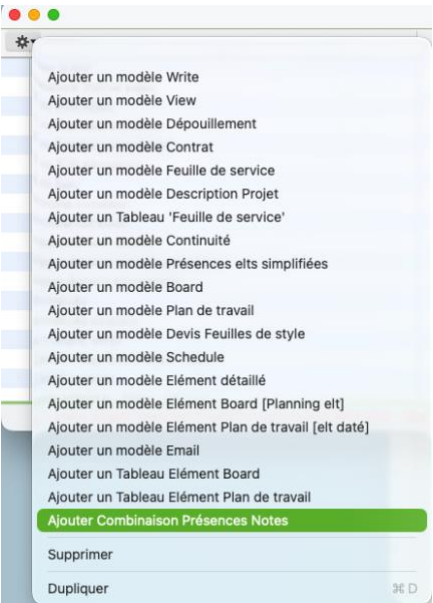 Ajouter un modèle Write
Ajouter un modèle View
Ajouter un modèle Dépouillement
Ajouter un modèle Contrat
Ajouter un modèle Feuille de service
Ajouter un modèle Description Projet
Ajouter un Tableau 'Feuille de service'
Ajouter un modèle Continuité
Ajouter un modèle Présences elts simplifiées
Ajouter un modèle Board
Ajouter un modèle Plan de travail
Ajouter un modèle Devis Feuilles de style
Ajouter un modèle Schedule
Ajouter un modèle Elément détaillé
Ajouter un modèle Elément Board [Planning elt]
Ajouter un modèle Elément Plan de travail [elt daté]
Ajouter un modèle Email
Ajouter un Tableau Elément Board
Ajouter un Tableau Elément Plan de travail
Ajouter Combinaison Présences Notes
Supprimer
Dupliquer ⌘ D